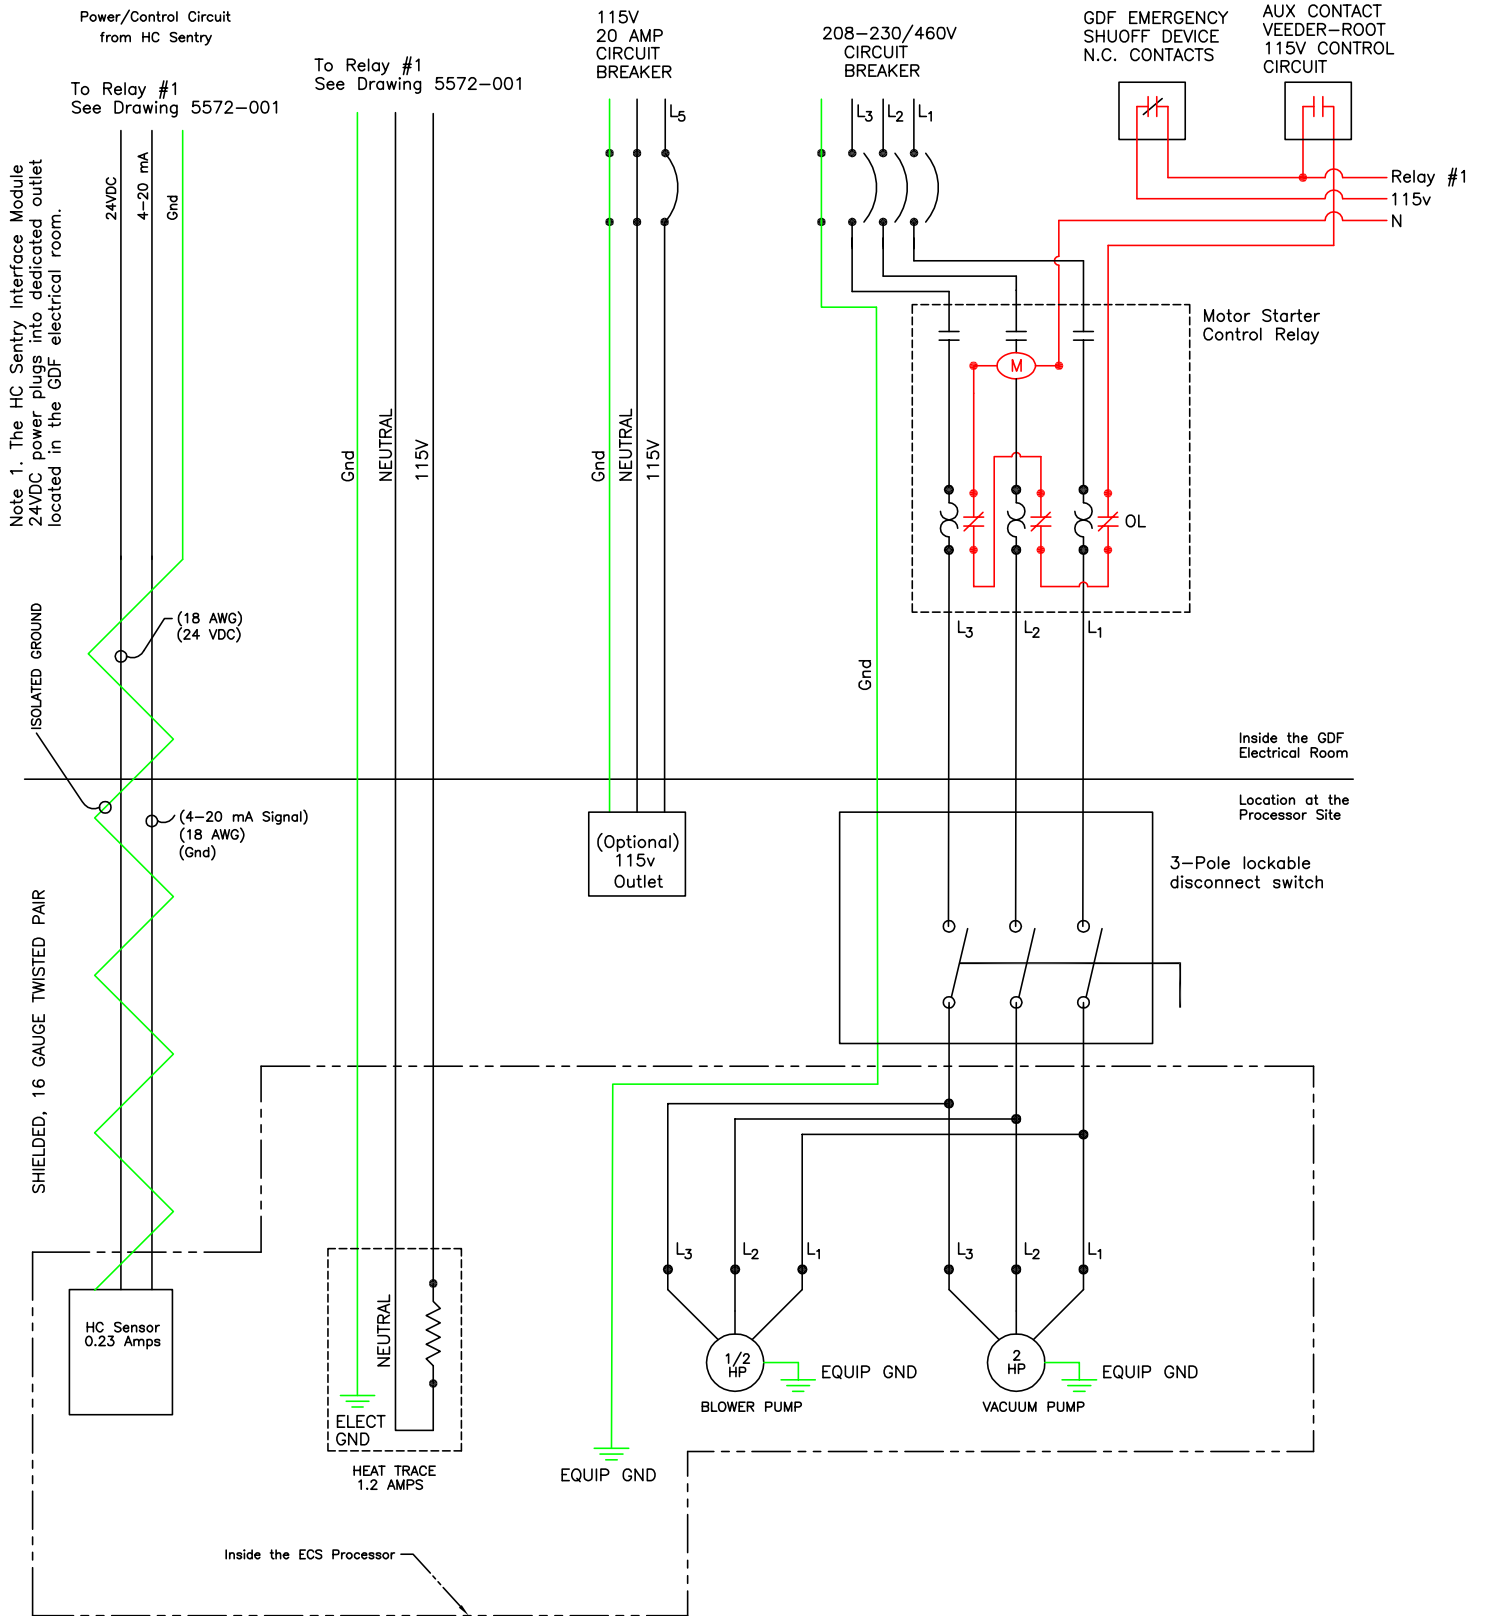 Power/Control Circuit
from HC Sentry
To Relay #1
See Drawing 5572-001
24VDC
4-20 mA
Gnd
Note 1. The HC Sentry Interface Module
24VDC power plugs into dedicated outlet
located in the GDF electrical room.
To Relay #1
See Drawing 5572-001
Gnd
NEUTRAL
115V
115V
20 AMP
CIRCUIT
BREAKER
L5
Gnd
NEUTRAL
115V
208-230/460V
CIRCUIT
BREAKER
L3
L2
L1
GDF EMERGENCY
SHUOFF DEVICE
N.C. CONTACTS
AUX CONTACT
VEEDER-ROOT
115V CONTROL
CIRCUIT
Relay #1
115v
N
Motor Starter
Control Relay
M
OL
L3
L2
L1
Gnd
(18 AWG)
(24 VDC)
ISOLATED GROUND
Inside the GDF
Electrical Room
Location at the
Processor Site
(4-20 mA Signal)
(18 AWG)
(Gnd)
(Optional)
115v
Outlet
3-Pole lockable
disconnect switch
SHIELDED, 16 GAUGE TWISTED PAIR
L3
L2
L1
L3
L2
L1
HC Sensor
0.23 Amps
NEUTRAL
ELECT
GND
HEAT TRACE
1.2 AMPS
1/2
HP
EQUIP GND
BLOWER PUMP
2
HP
EQUIP GND
VACUUM PUMP
EQUIP GND
Inside the ECS Processor